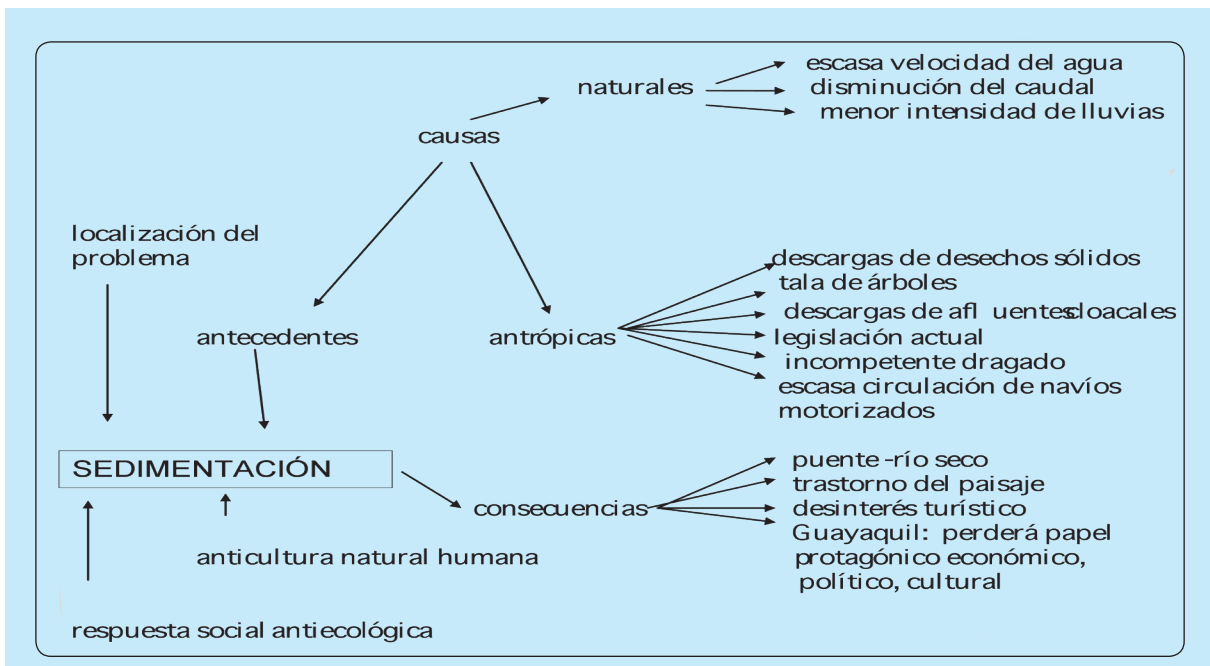 escasa velocidad del agua
naturales
disminución del caudal
menor intensidad de lluvias
causas
localización del
problema
descargas de desechos sólidos
tala de árboles
descargas de afl uentescloacales
antecedentes
antrópicas
legislación actual
incompetente dragado
escasa circulación de navíos
motorizados
SEDIMENTACIÓN
puente -río seco
trastorno del paisaje
consecuencias
desinterés turístico
Guayaquil: perderá papel
protagónico económico,
político, cultural
anticultura natural humana
respuesta social antiecológica